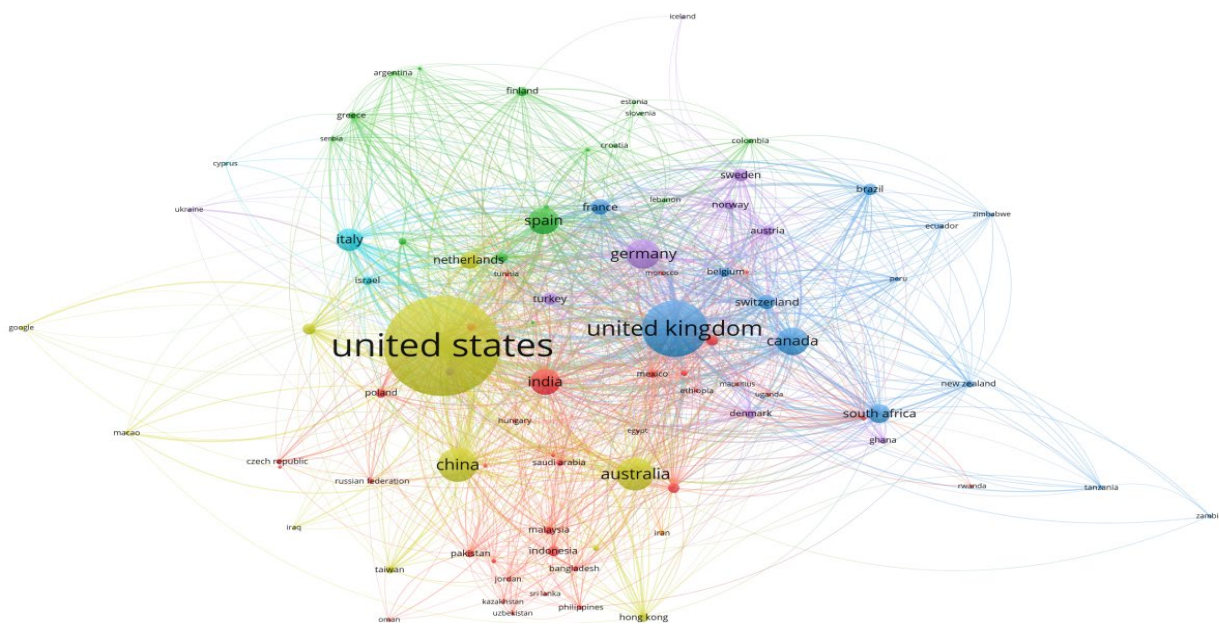 iceland
argentina
finland
estonia
slovenia
greece
serbia
croatia
colombia
cyprus
sweden
brazil
ukraine
france
lebanon
norway
zimbabwe
spain
ecuador
italy
austria
netherlands
germany
tunisia
morocco
belgium
israel
peru
turkey
switzerland
google
united states
united kingdom
canada
india
mexico
mauritius
new zealand
poland
ethiopia
uganda
denmark
south africa
hungary
macao
egypt
ghana
czech republic
china
saudi arabia
australia
russian federation
rwanda
tanzania
zambi
iraq
malaysia
iran
pakistan
indonesia
taiwan
bangladesh
jordan
sri lanka
kazakhstan
philippines
uzbekistan
oman
hong kong